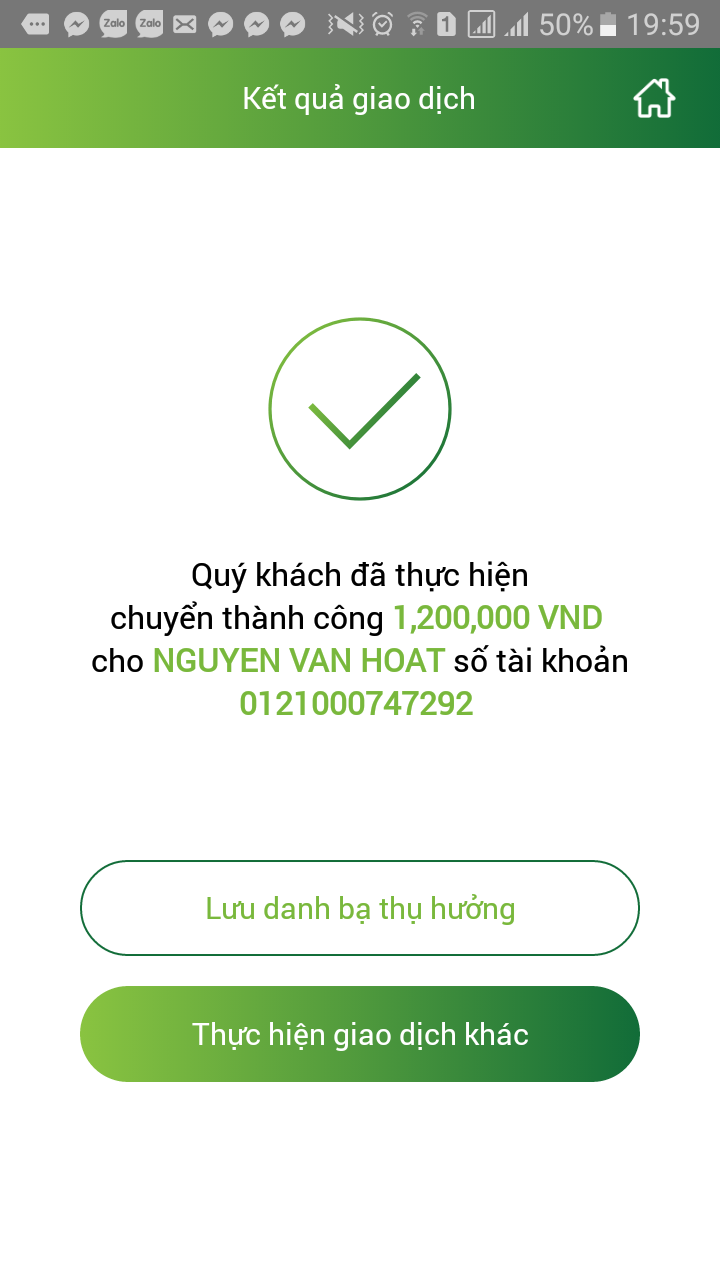 Zalo Zalo 1 50% 19:59
Kết quả giao dịch
Quý khách đã thực hiện
chuyển thành công 1,200,000 VND
cho NGUYEN VAN HOAT số tài khoản
0121000747292
Lưu danh bạ thụ hưởng
Thực hiện giao dịch khác